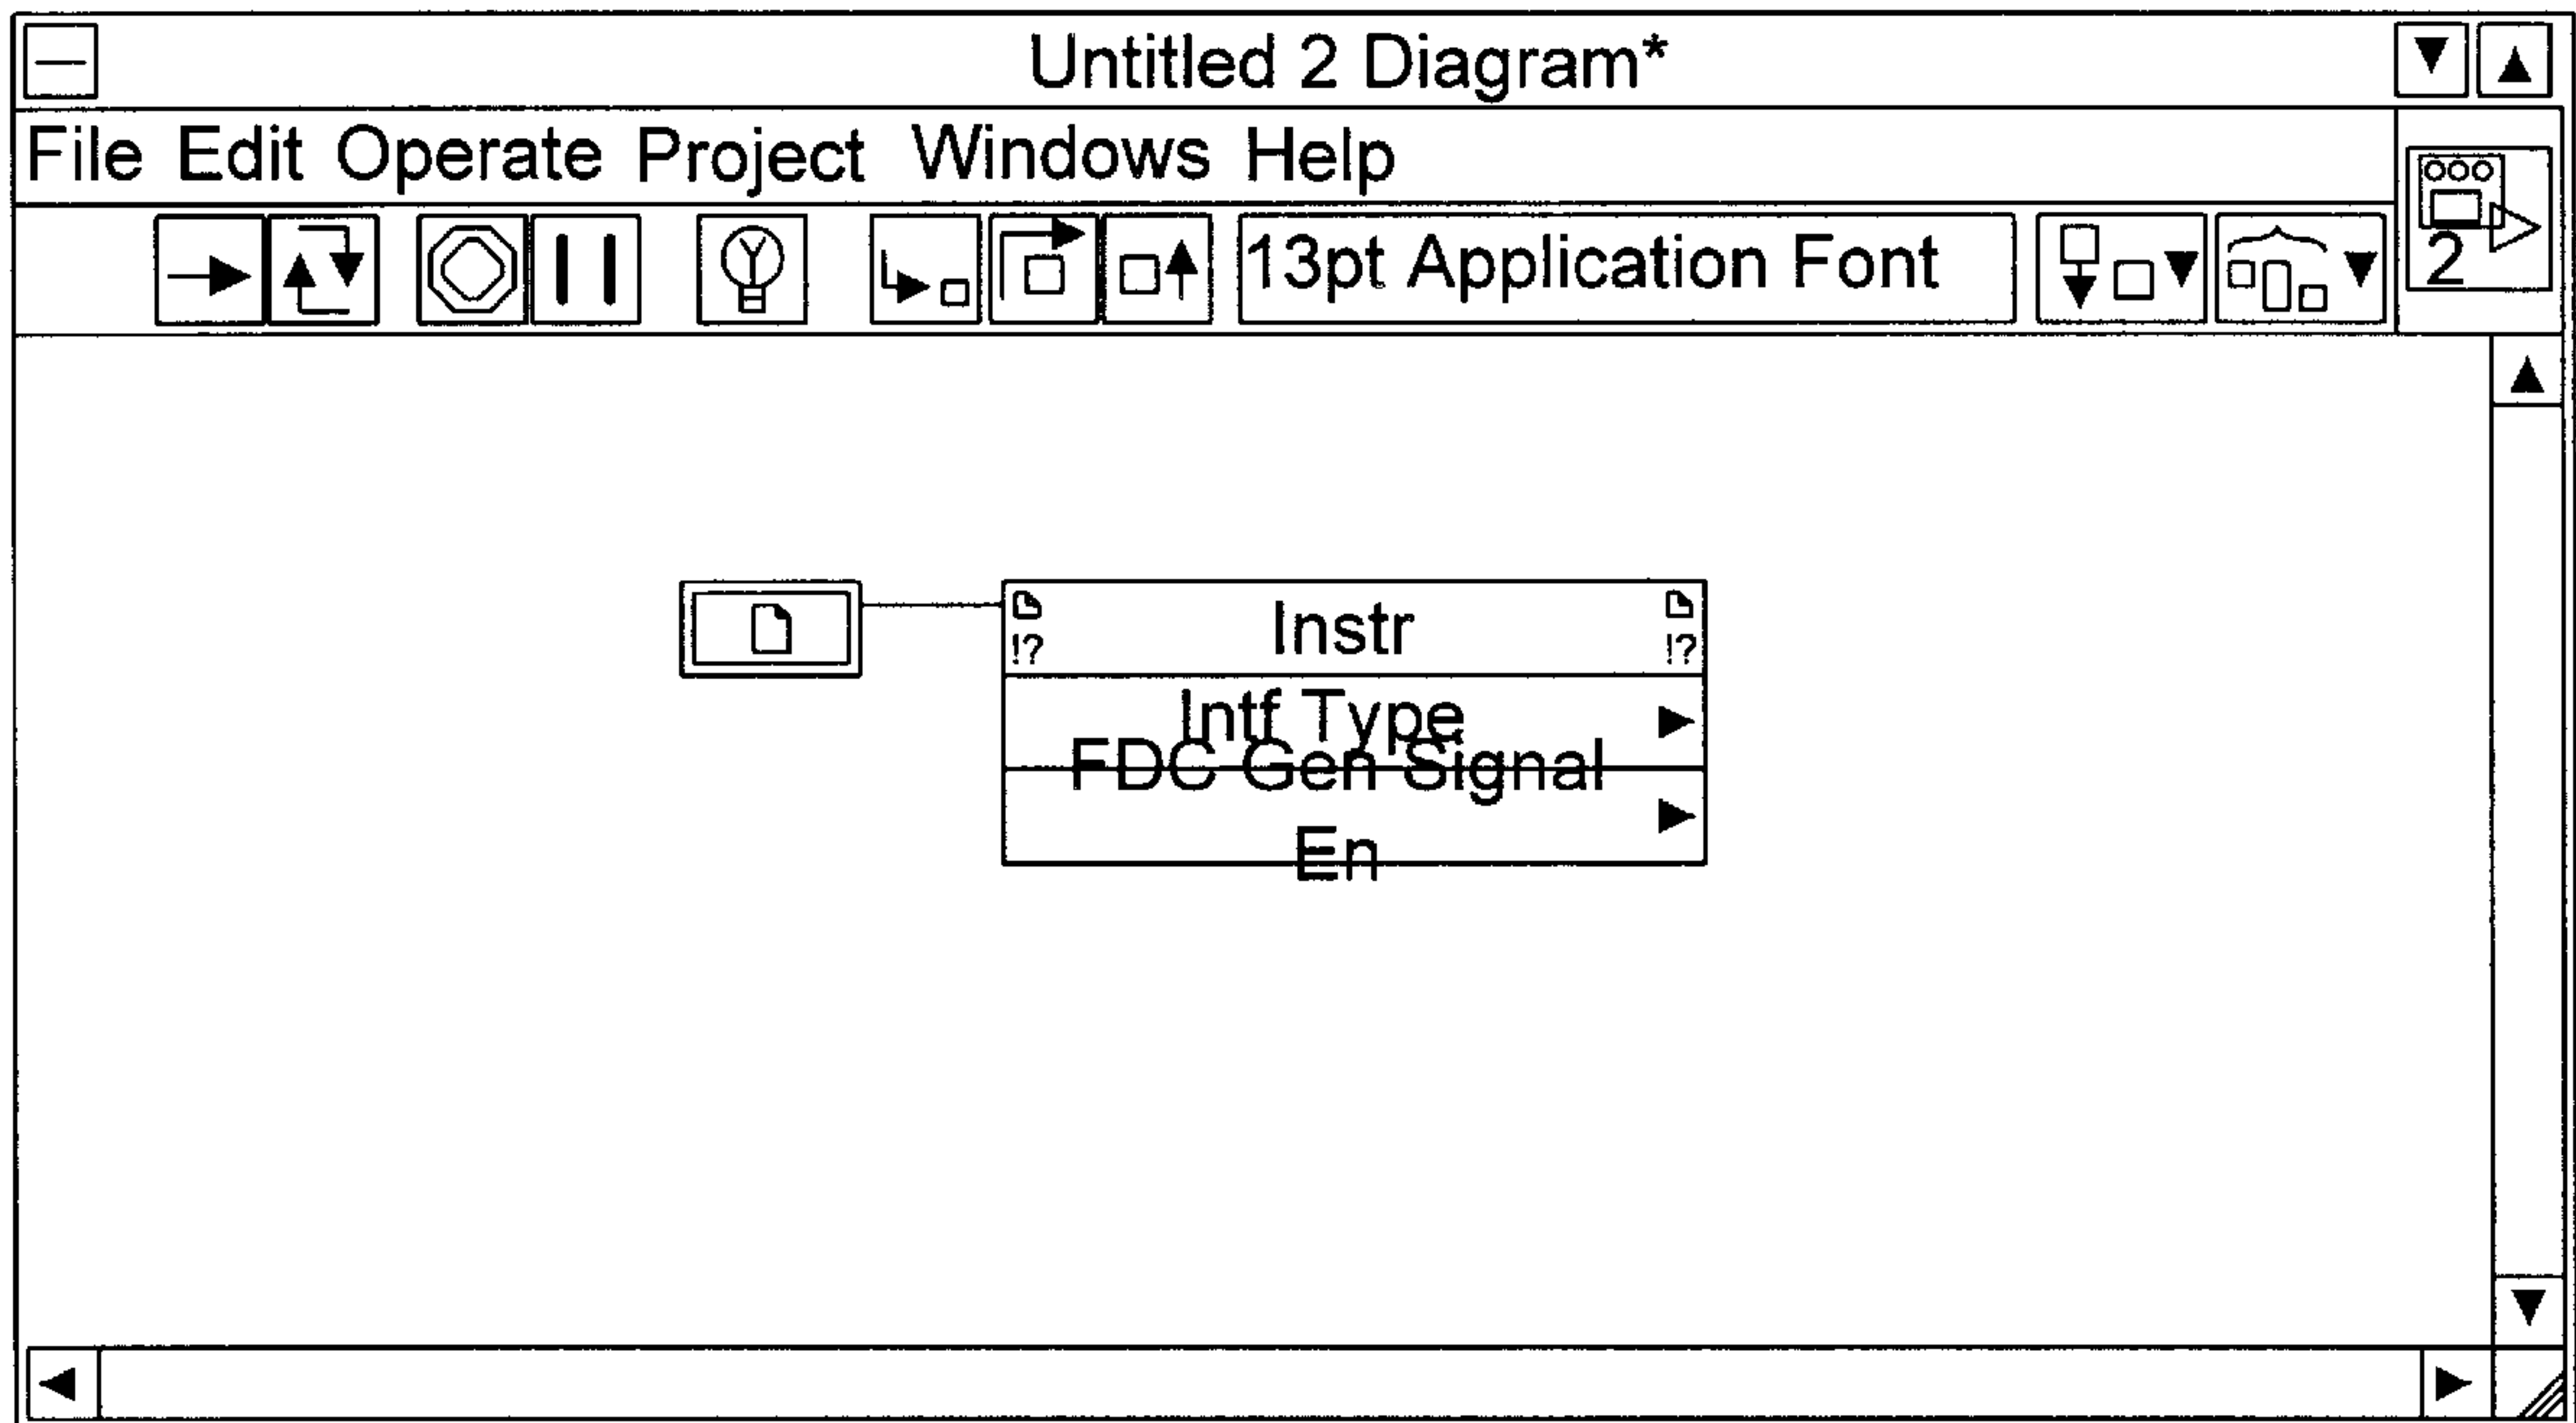 Untitled 2 Diagram*
File Edit Operate Project Windows Help
13pt Application Font
2
Instr
!? !?
Intf Type
FDC Gen Signal
En